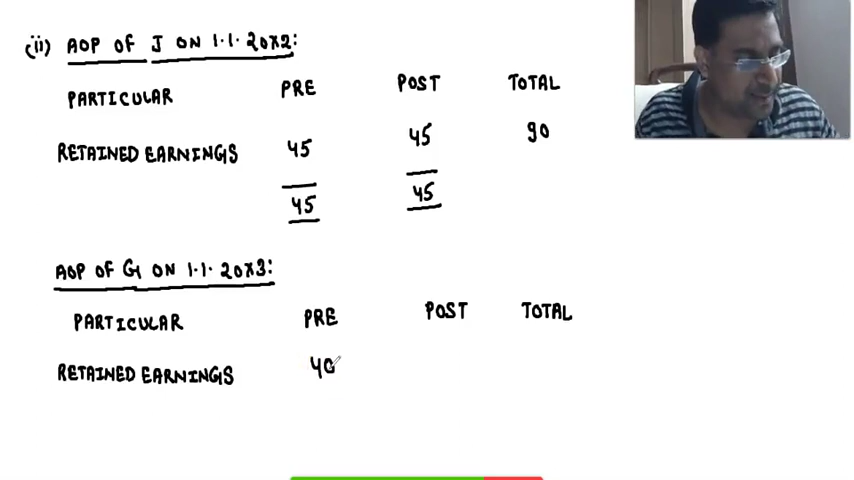 (ii) AOP OF J ON 1.1.20X2:
PARTICULAR PRE POST TOTAL
RETAINED EARNINGS 45 45 90
45 45
AOP OF G ON 1.1.20X3:
PARTICULAR PRE POST TOTAL
RETAINED EARNINGS 40